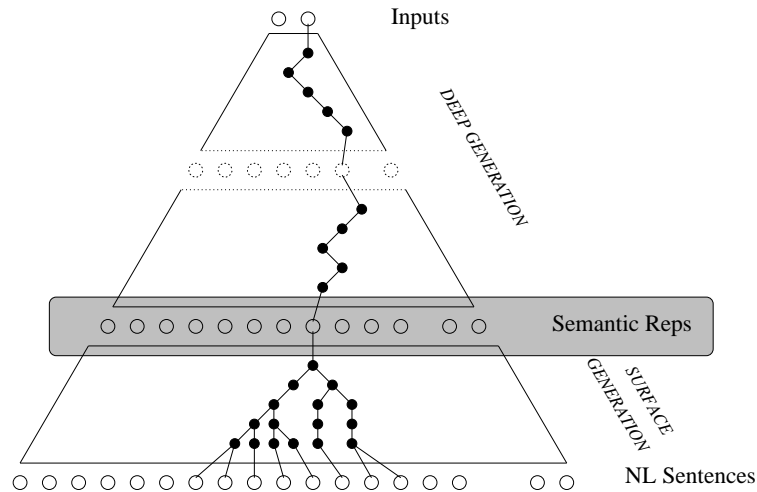 Inputs
DEEP GENERATION
Semantic Reps
SURFACE
GENERATION
NL Sentences